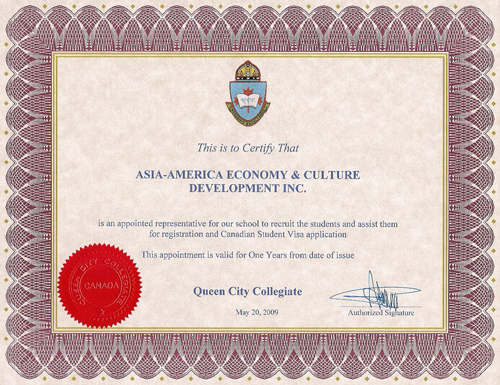 This is to Certify That
ASIA-AMERICA ECONOMY & CULTURE
DEVELOPMENT INC.
is an appointed representative for our school to recruit the students and assist them
for registration and Canadian Student Visa application
This appointment is valid for One Years from date of issue
QUEEN CITY COLLEGIATE
CANADA
Queen City Collegiate
May 20, 2009
Authorized Signature